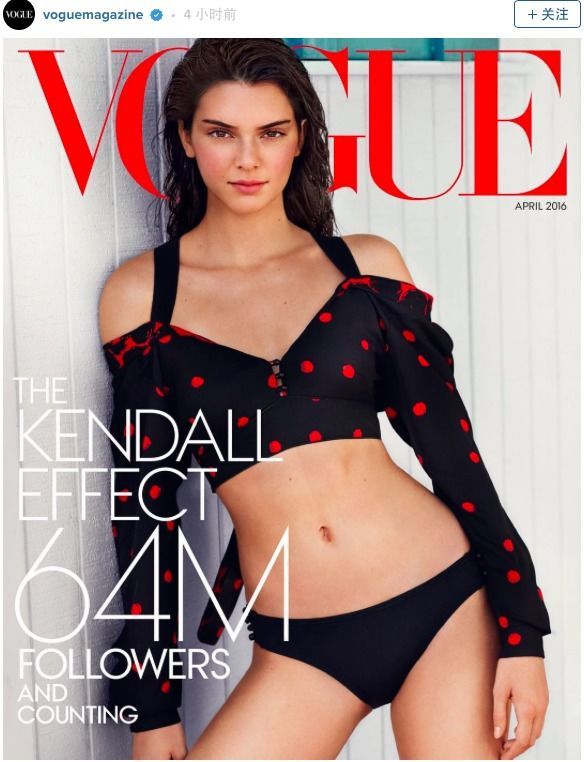 VOGUE
voguemagazine • 4 小时前
+ 关注
VOGUE
APRIL 2016
THE
KENDALL
EFFECT
64M
FOLLOWERS
AND
COUNTING